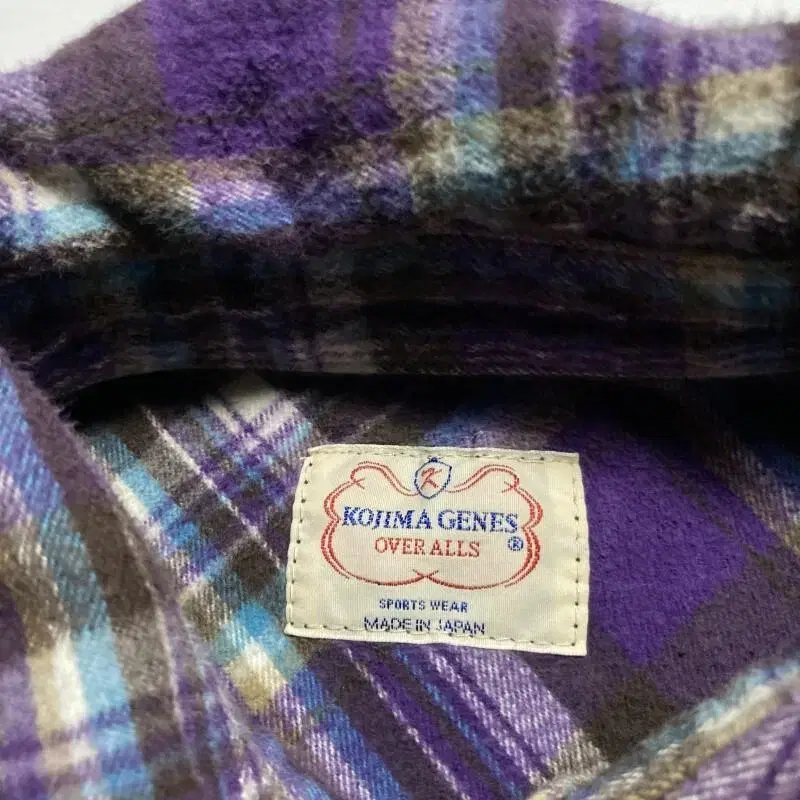 K
KOJIMA GENES
OVER ALLS ®
SPORTS WEAR
MADE IN JAPAN